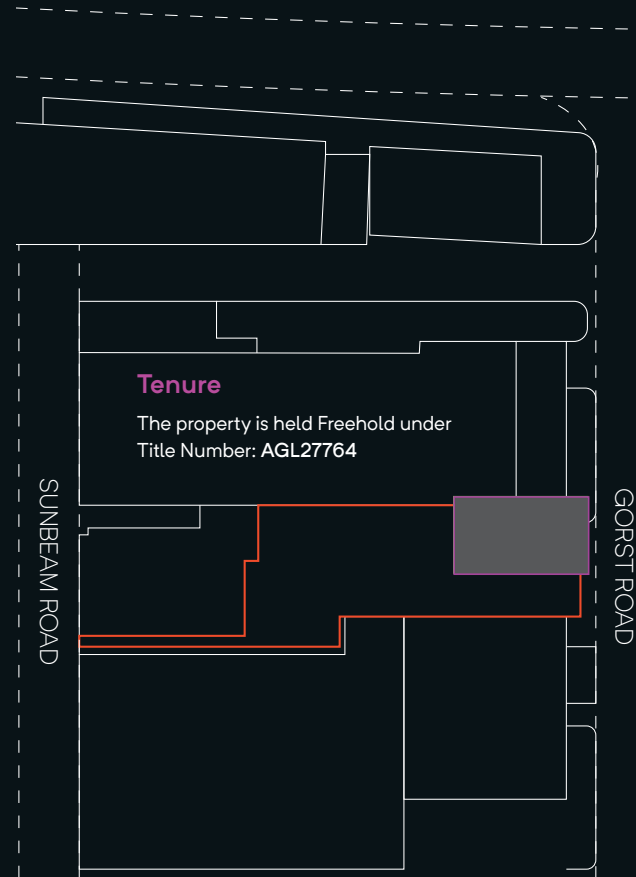 Tenure
The property is held Freehold under
Title Number: AGL27764
SUNBEAM ROAD
GORST ROAD